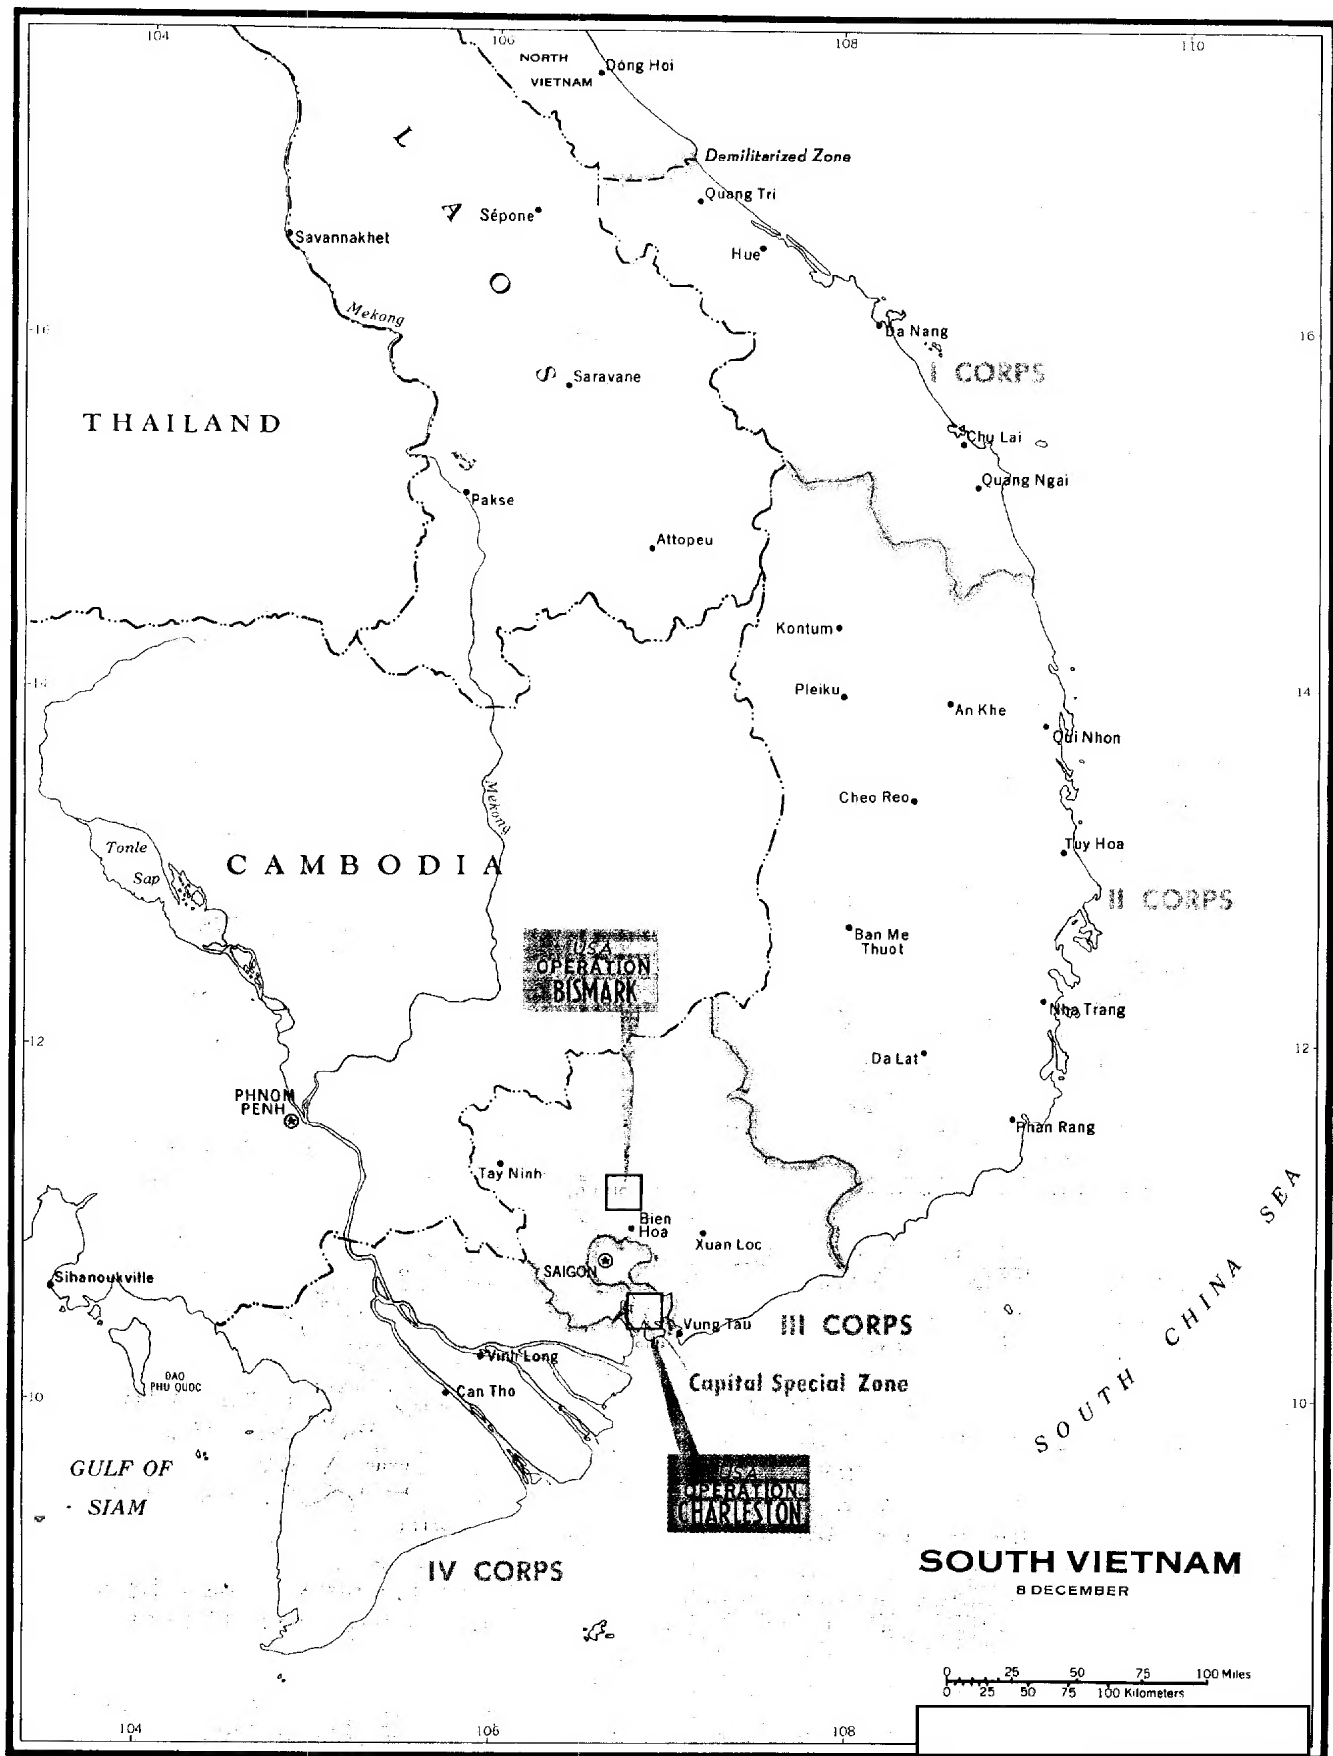 104
106
108
110
NORTH
VIETNAM
Dong Hoi
L
A
O
S
Demilitarized Zone
Quang Tri
Sépone
Savannakhet
Hue
Mekong
16
16
Da Nang
I CORPS
Saravane
THAILAND
Chu Lai
Quang Ngai
Pakse
Attopeu
Kontum
14
14
Pleiku
An Khe
Qui Nhon
Mekong
Cheo Reo
Tonle
Sap
CAMBODIA
Tuy Hoa
II CORPS
Ban Me
Thuot
USA
OPERATION
BISMARK
Nha Trang
12
12
Da Lat
PHNOM
PENH
Phan Rang
Tay Ninh
Bien
Hoa
Xuan Loc
SAIGON
Sihanoukville
Vung Tau
III CORPS
Vinh Long
Can Tho
DAO
PHU QUOC
Capital Special Zone
10
10
SOUTH CHINA SEA
GULF OF
SIAM
USA
OPERATION
CHARLESTON
IV CORPS
SOUTH VIETNAM
8 DECEMBER
0 25 50 75 100 Miles
0 25 50 75 100 Kilometers
104
106
108